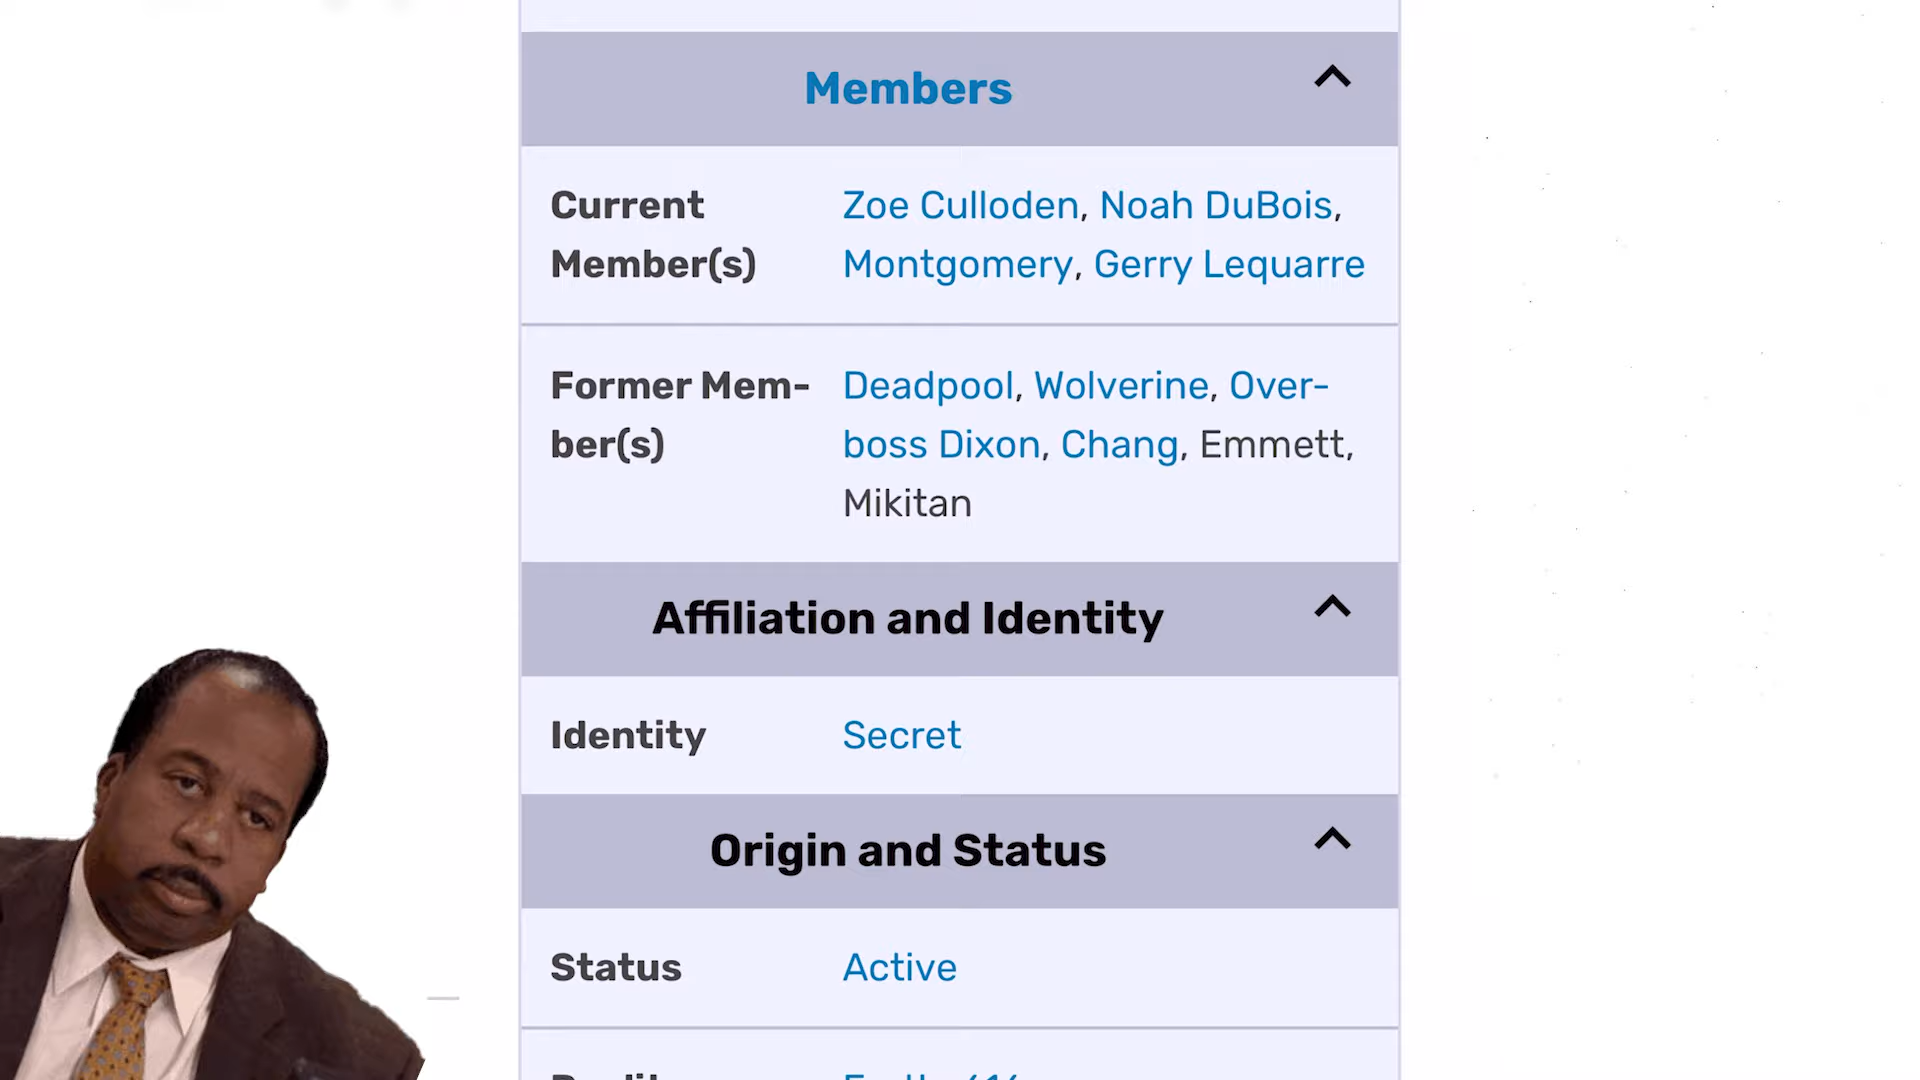 Members
Current Zoe Culloden, Noah DuBois,
Member(s) Montgomery, Gerry Lequarre
Former Mem- Deadpool, Wolverine, Over-
ber(s) boss Dixon, Chang, Emmett,
Mikitan
Affiliation and Identity
Identity Secret
Origin and Status
Status Active